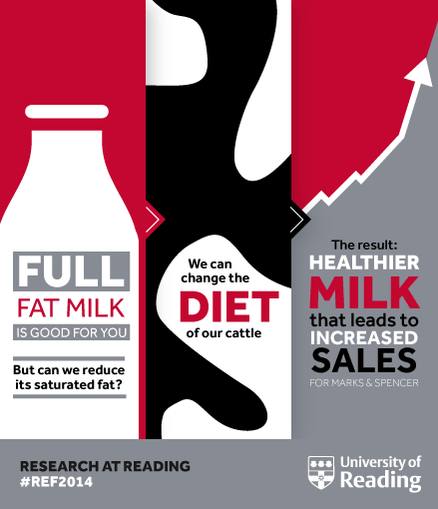 FULL
FAT MILK
IS GOOD FOR YOU
But can we reduce
its saturated fat?
We can
change the
DIET
of our cattle
The result:
HEALTHIER
MILK
that leads to
INCREASED
SALES
FOR MARKS & SPENCER
RESEARCH AT READING
#REF2014
University of
Reading